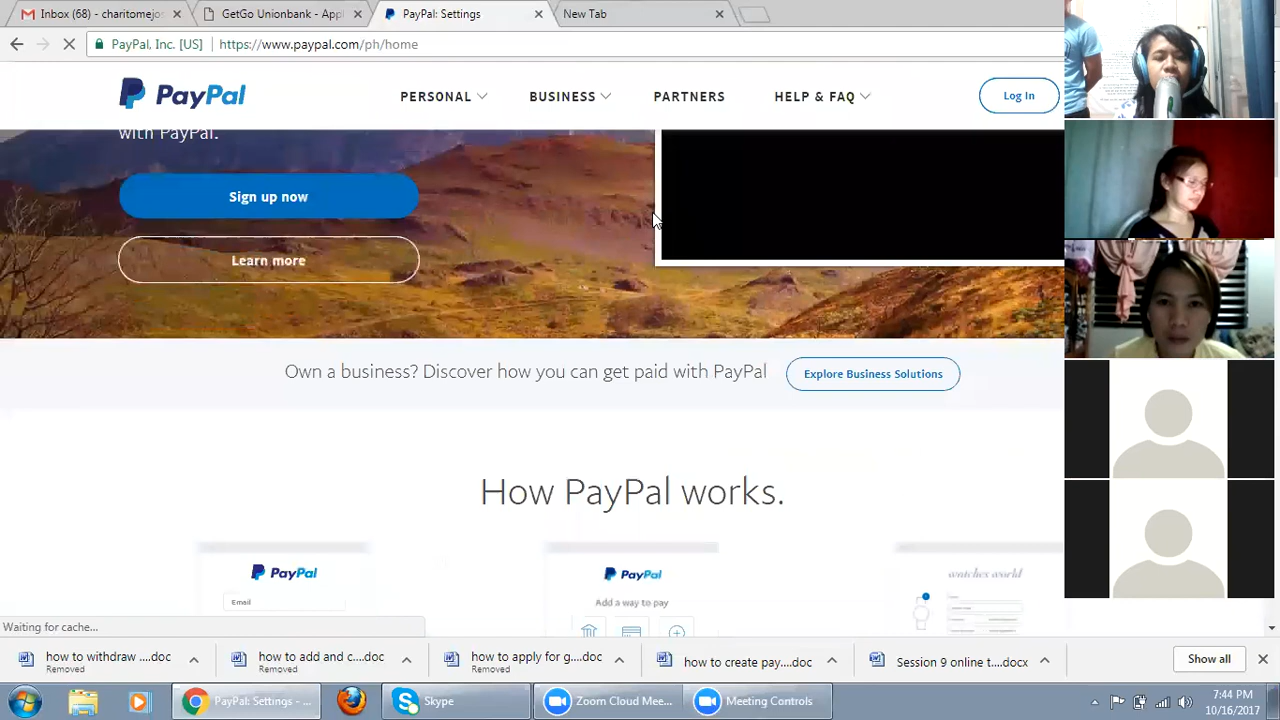 Inbox (68) - charitomejos
GetGo Unionbank - Appl
PayPal: Settings
New Tab
PayPal, Inc. [US]
https://www.paypal.com/ph/home
PayPal
ONAL
BUSINESS
PARTNERS
HELP & FAQ
Log In
with PayPal.
Sign up now
Learn more
Own a business? Discover how you can get paid with PayPal
Explore Business Solutions
How PayPal works.
PayPal
PayPal
watches world
Email
Add a way to pay
Waiting for cache...
how to withdraw ....doc
Removed
how to add and c....doc
Removed
how to apply for g....doc
Removed
how to create pay....doc
Session 9 online t....docx
Show all
PayPal: Settings - ...
Skype
Zoom Cloud Mee...
Meeting Controls
7:44 PM
10/16/2017